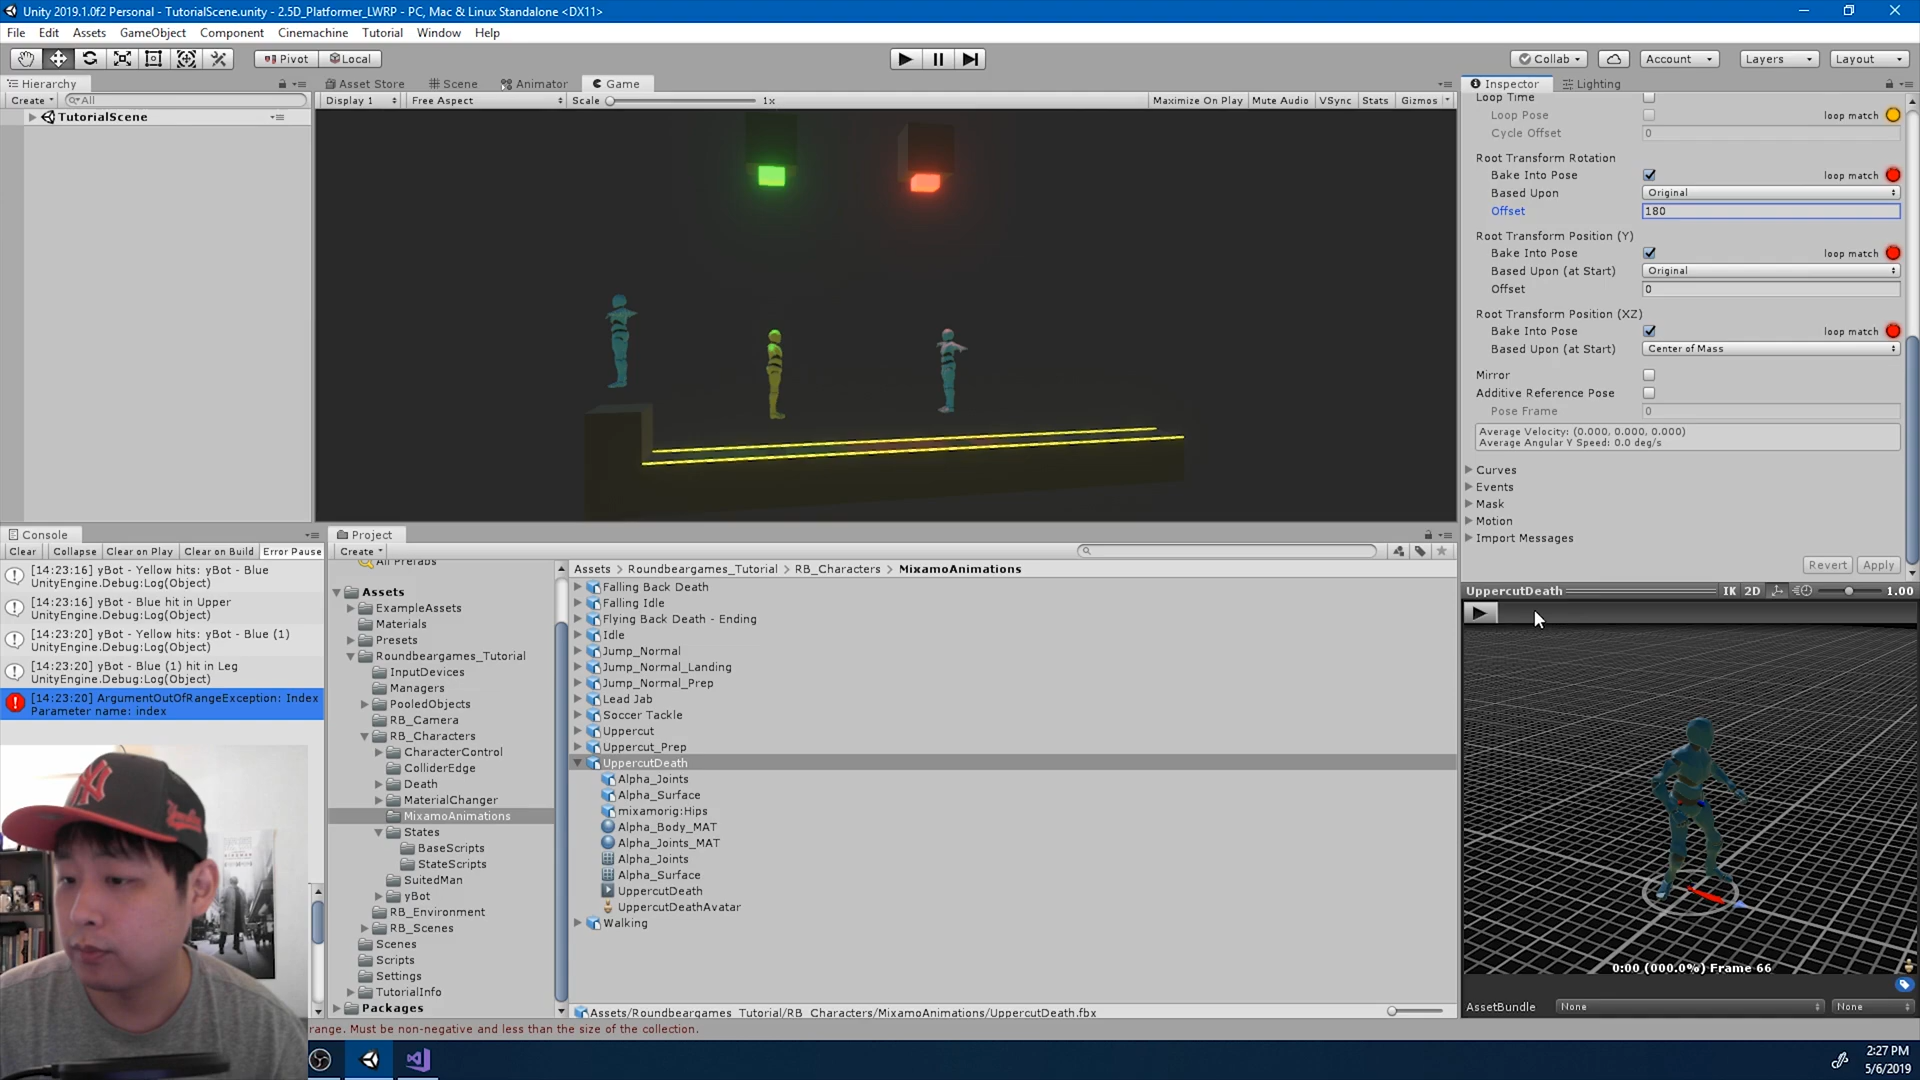 Unity 2019.1.0f2 Personal - TutorialScene.unity - 2.5D_Platformer_LWRP - PC, Mac & Linux Standalone <DX11>
File Edit Assets GameObject Component Cinemachine Tutorial Window Help
Pivot Local Collab Account Layers Layout
Hierarchy Asset Store Scene Animator Game Inspector Lighting
Create All Display 1 Free Aspect Scale 1x Maximize On Play Mute Audio VSync Stats Gizmos
TutorialScene
Loop Time
Loop Pose loop match
Cycle Offset 0
Root Transform Rotation
Bake Into Pose loop match
Based Upon Original
Offset 180
Root Transform Position (Y)
Bake Into Pose loop match
Based Upon (at Start) Original
Offset 0
Root Transform Position (XZ)
Bake Into Pose loop match
Based Upon (at Start) Center of Mass
Mirror
Additive Reference Pose
Pose Frame 0
Average Velocity: (0.000, 0.000, 0.000)
Average Angular Y Speed: 0.0 deg/s
Curves
Events
Mask
Motion
Import Messages
Revert Apply
UppercutDeath IK 2D 1.00
0:00 (000.0%) Frame 66
AssetBundle None None
Console
Clear Collapse Clear on Play Clear on Build Error Pause
[14:23:16] yBot - Yellow hits: yBot - Blue
UnityEngine.Debug:Log(Object)
[14:23:16] yBot - Blue hit in Upper
UnityEngine.Debug:Log(Object)
[14:23:20] yBot - Yellow hits: yBot - Blue (1)
UnityEngine.Debug:Log(Object)
[14:23:20] yBot - Blue (1) hit in Leg
UnityEngine.Debug:Log(Object)
[14:23:20] ArgumentOutOfRangeException: Index
Parameter name: index
Project
Create
All Prefabs
Assets
ExampleAssets
Materials
Presets
Roundbeargames_Tutorial
InputDevices
Managers
PooledObjects
RB_Camera
RB_Characters
CharacterControl
ColliderEdge
Death
MaterialChanger
MixamoAnimations
States
BaseScripts
StateScripts
SuitedMan
yBot
RB_Environment
RB_Scenes
Scenes
Scripts
Settings
TutorialInfo
Packages
Assets > Roundbeargames_Tutorial > RB_Characters > MixamoAnimations
Falling Back Death
Falling Idle
Flying Back Death - Ending
Idle
Jump_Normal
Jump_Normal_Landing
Jump_Normal_Prep
Lead Jab
Soccer Tackle
Uppercut
Uppercut_Prep
UppercutDeath
Alpha_Joints
Alpha_Surface
mixamorig:Hips
Alpha_Body_MAT
Alpha_Joints_MAT
Alpha_Joints
Alpha_Surface
UppercutDeath
UppercutDeathAvatar
Walking
Assets/Roundbeargames_Tutorial/RB_Characters/MixamoAnimations/UppercutDeath.fbx
range. Must be non-negative and less than the size of the collection.
2:27 PM
5/6/2019